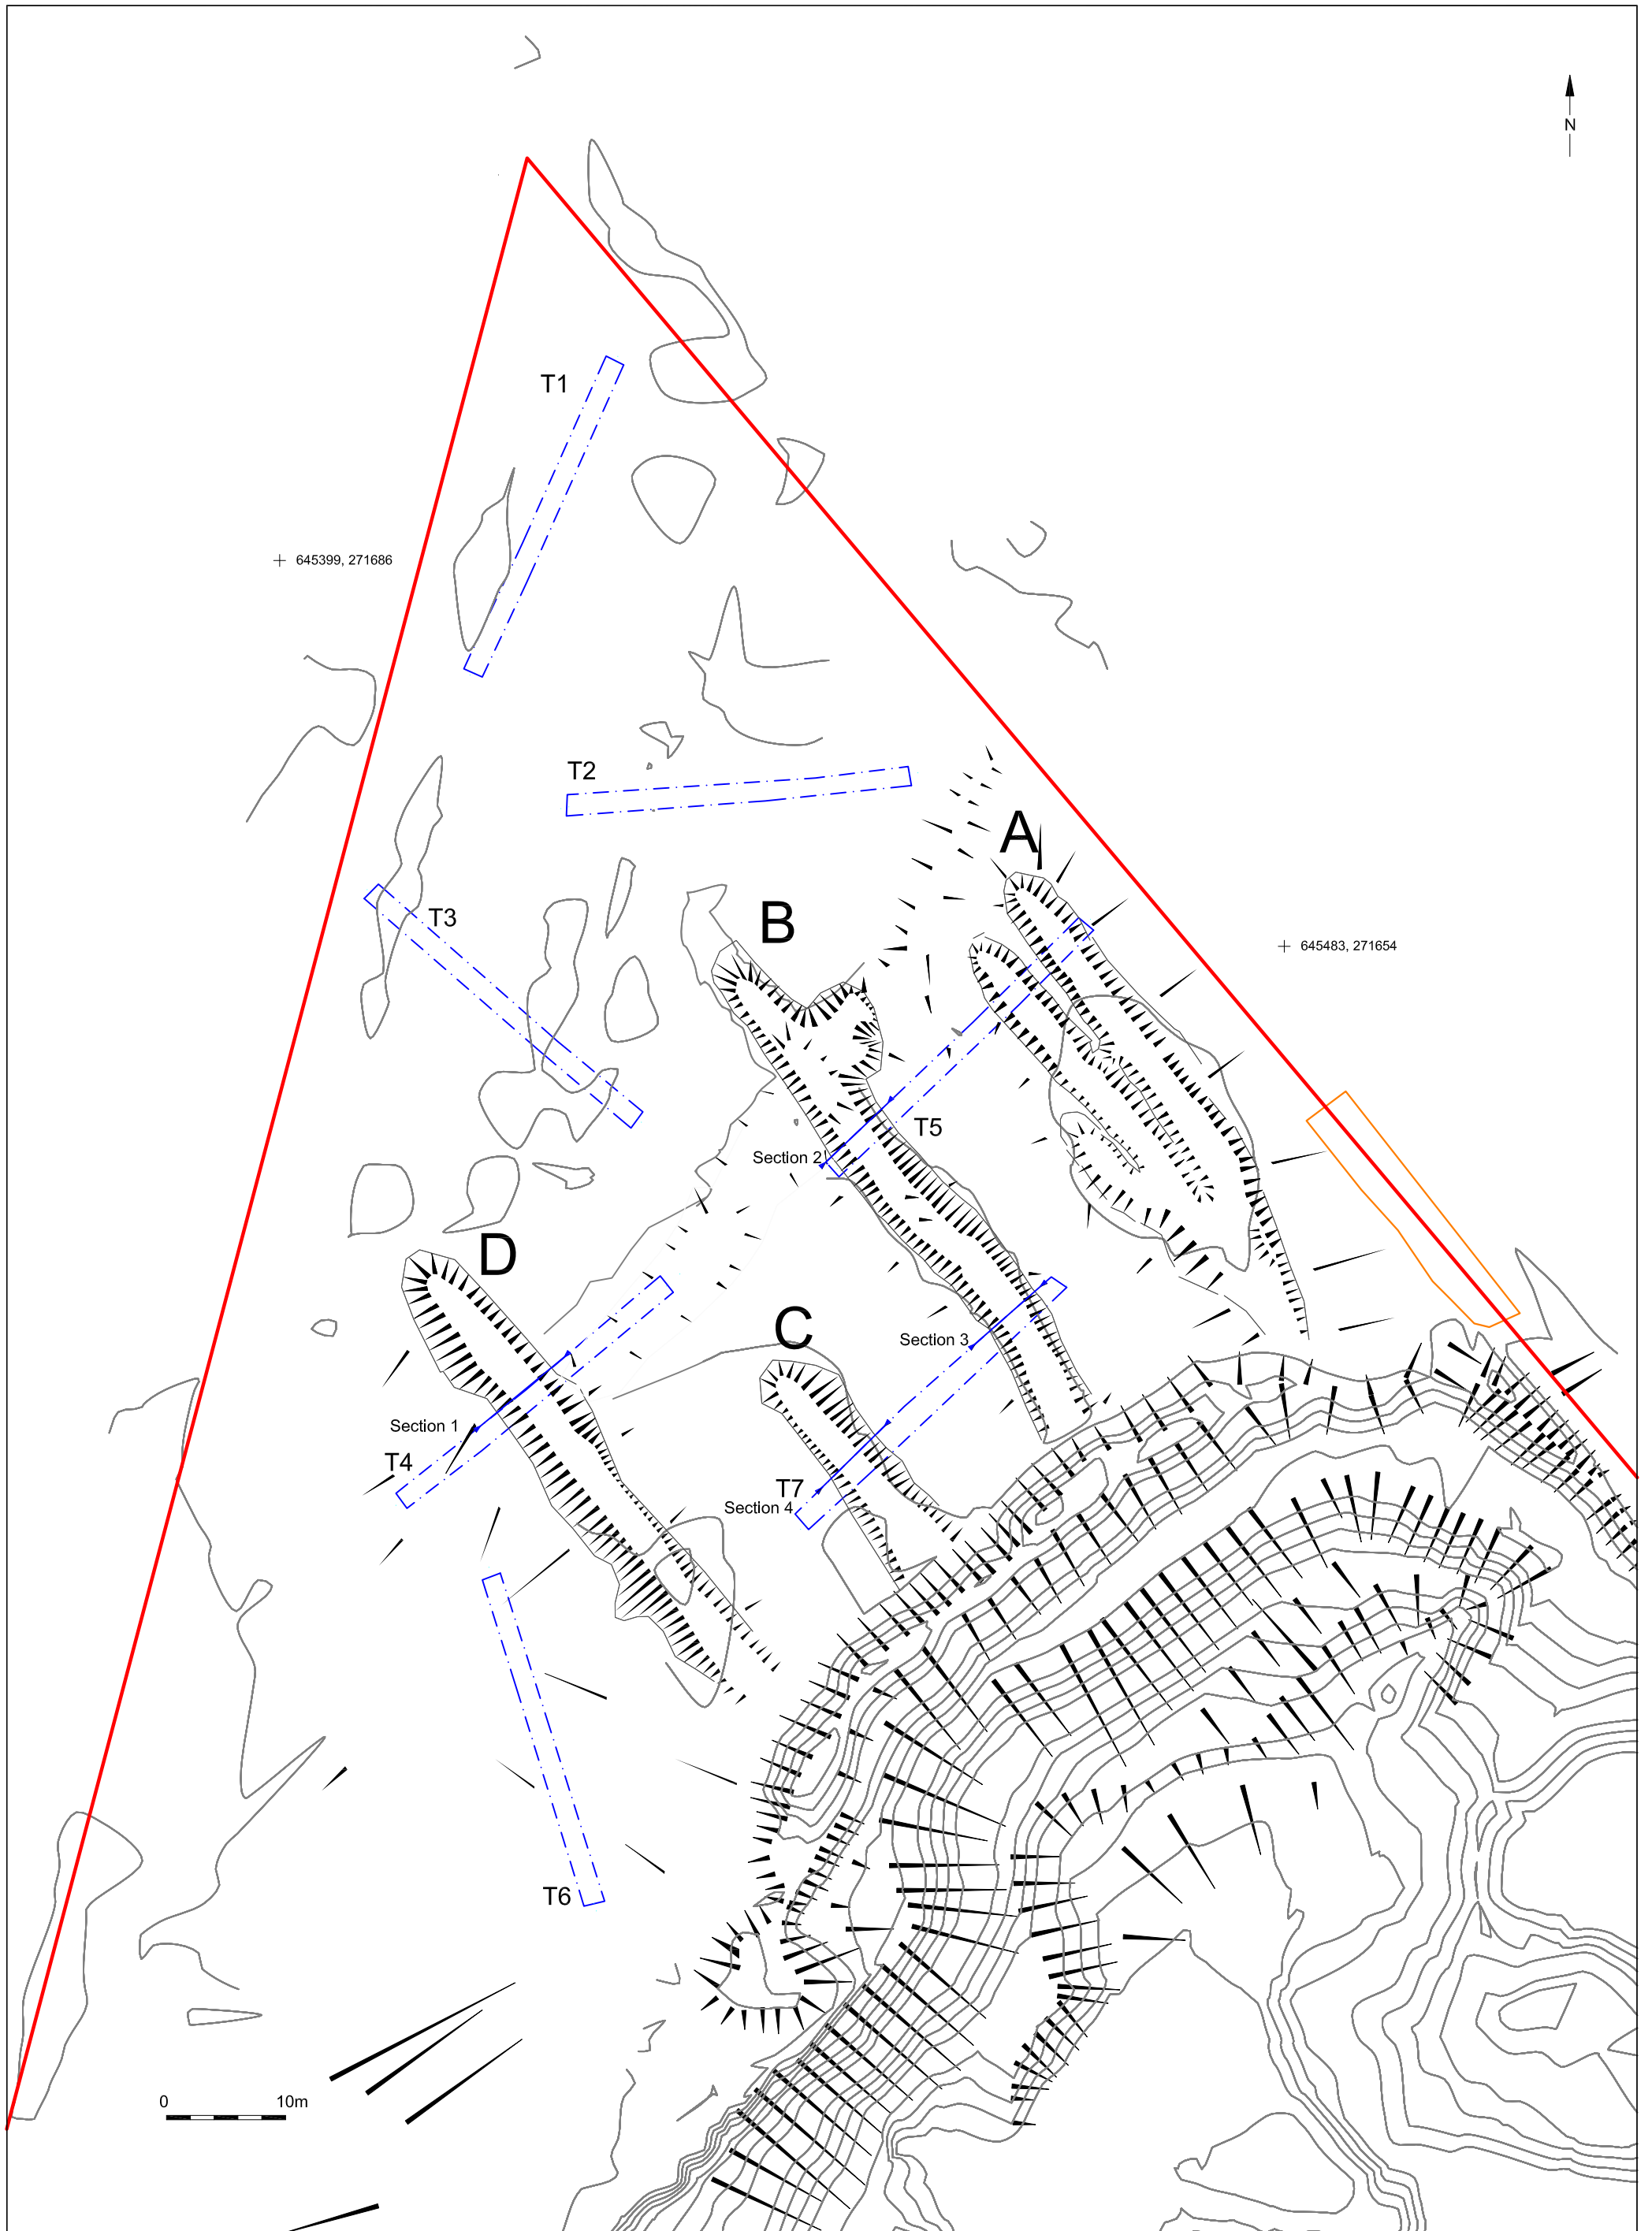 N
T1
645399, 271686
T2
A
T3
B
645483, 271654
T5
Section 2
D
C
Section 3
Section 1
T4
T7
Section 4
T6
0 10m